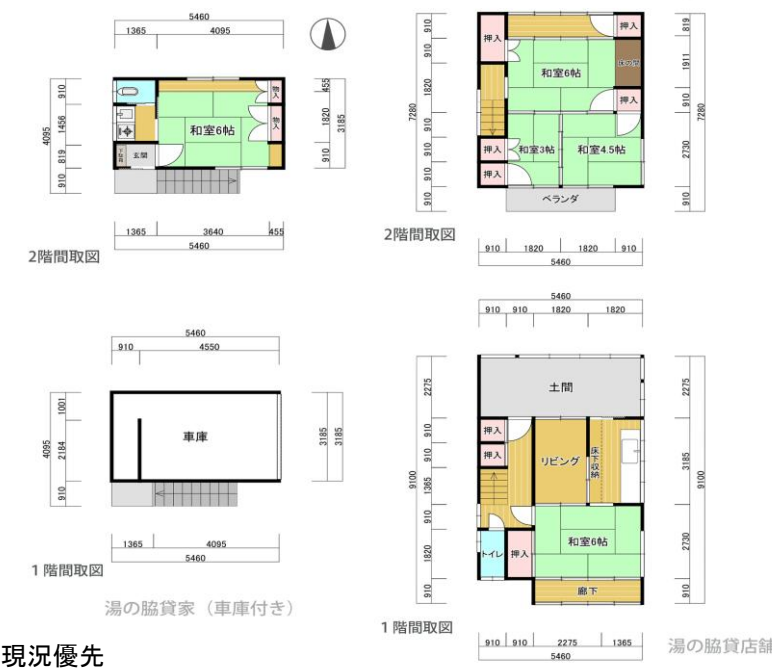 5460
1365 4095
910
1456
819
910
4095
物入
物入
和室6帖
下駄箱
玄関
455
1820
910
3185
1365 3640 455
5460
2階間取図
5460
910 4550
1001
2184
910
4095
車庫
3185
3185
1365 4095
5460
1階間取図
湯の脇貸家(車庫付き)
現況優先
910
910
1820
910
910
910
910
7280
押入
押入
床の間
和室6帖
押入
押入
和室3帖
和室4.5帖
押入
ベランダ
819
1911
910
2730
910
7280
2階間取図
910 1820 1820 910
5460
5460
910 910 1820 1820
2275
910
910
1365
910
1820
910
9100
土間
押入
押入
リビング
床下収納
和室6帖
トイレ
押入
廊下
2275
3185
2730
910
9100
1階間取図
910 910 2275 1365
5460
湯の脇貸店舗